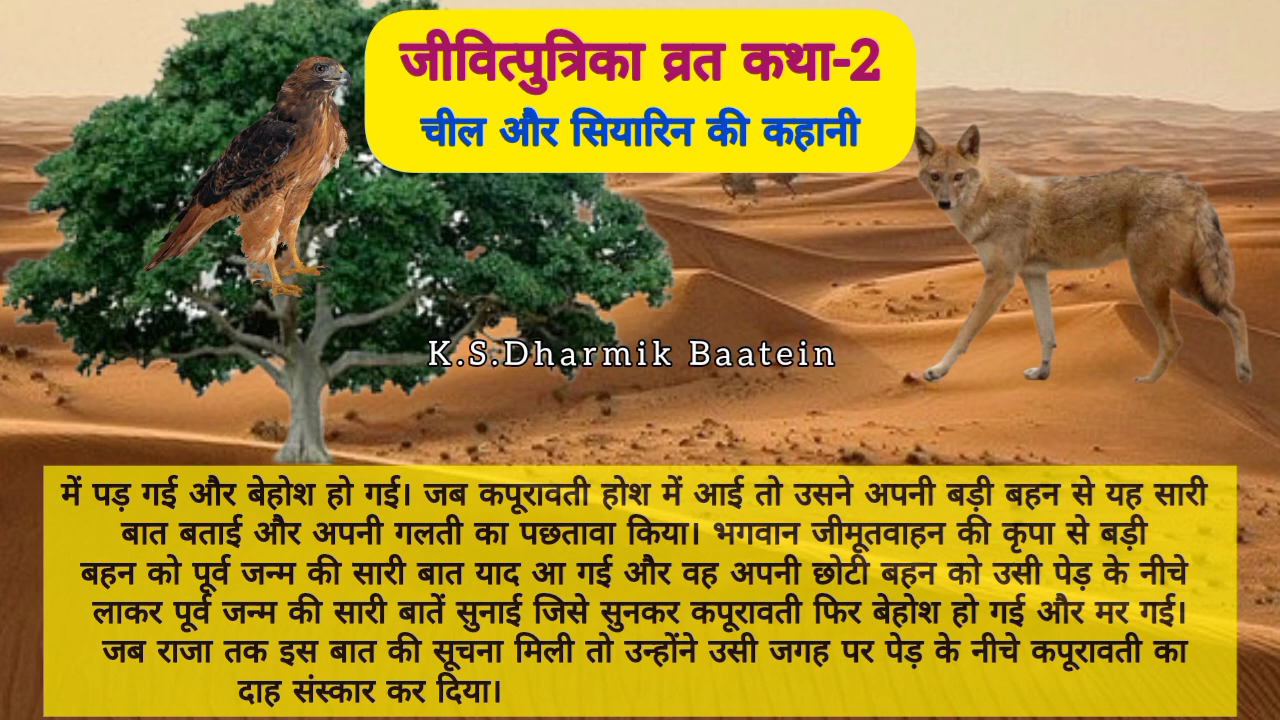 जीवित्पुत्रिका व्रत कथा-2
चील और सियारिन की कहानी
K.S.Dharmik Baatein
में पड़ गई और बेहोश हो गई। जब कपूरावती होश में आई तो उसने अपनी बड़ी बहन से यह सारी
बात बताई और अपनी गलती का पछतावा किया। भगवान जीमूतवाहन की कृपा से बड़ी
बहन को पूर्व जन्म की सारी बात याद आ गई और वह अपनी छोटी बहन को उसी पेड़ के नीचे
लाकर पूर्व जन्म की सारी बातें सुनाई जिसे सुनकर कपूरावती फिर बेहोश हो गई और मर गई।
जब राजा तक इस बात की सूचना मिली तो उन्होंने उसी जगह पर पेड़ के नीचे कपूरावती का
दाह संस्कार कर दिया।